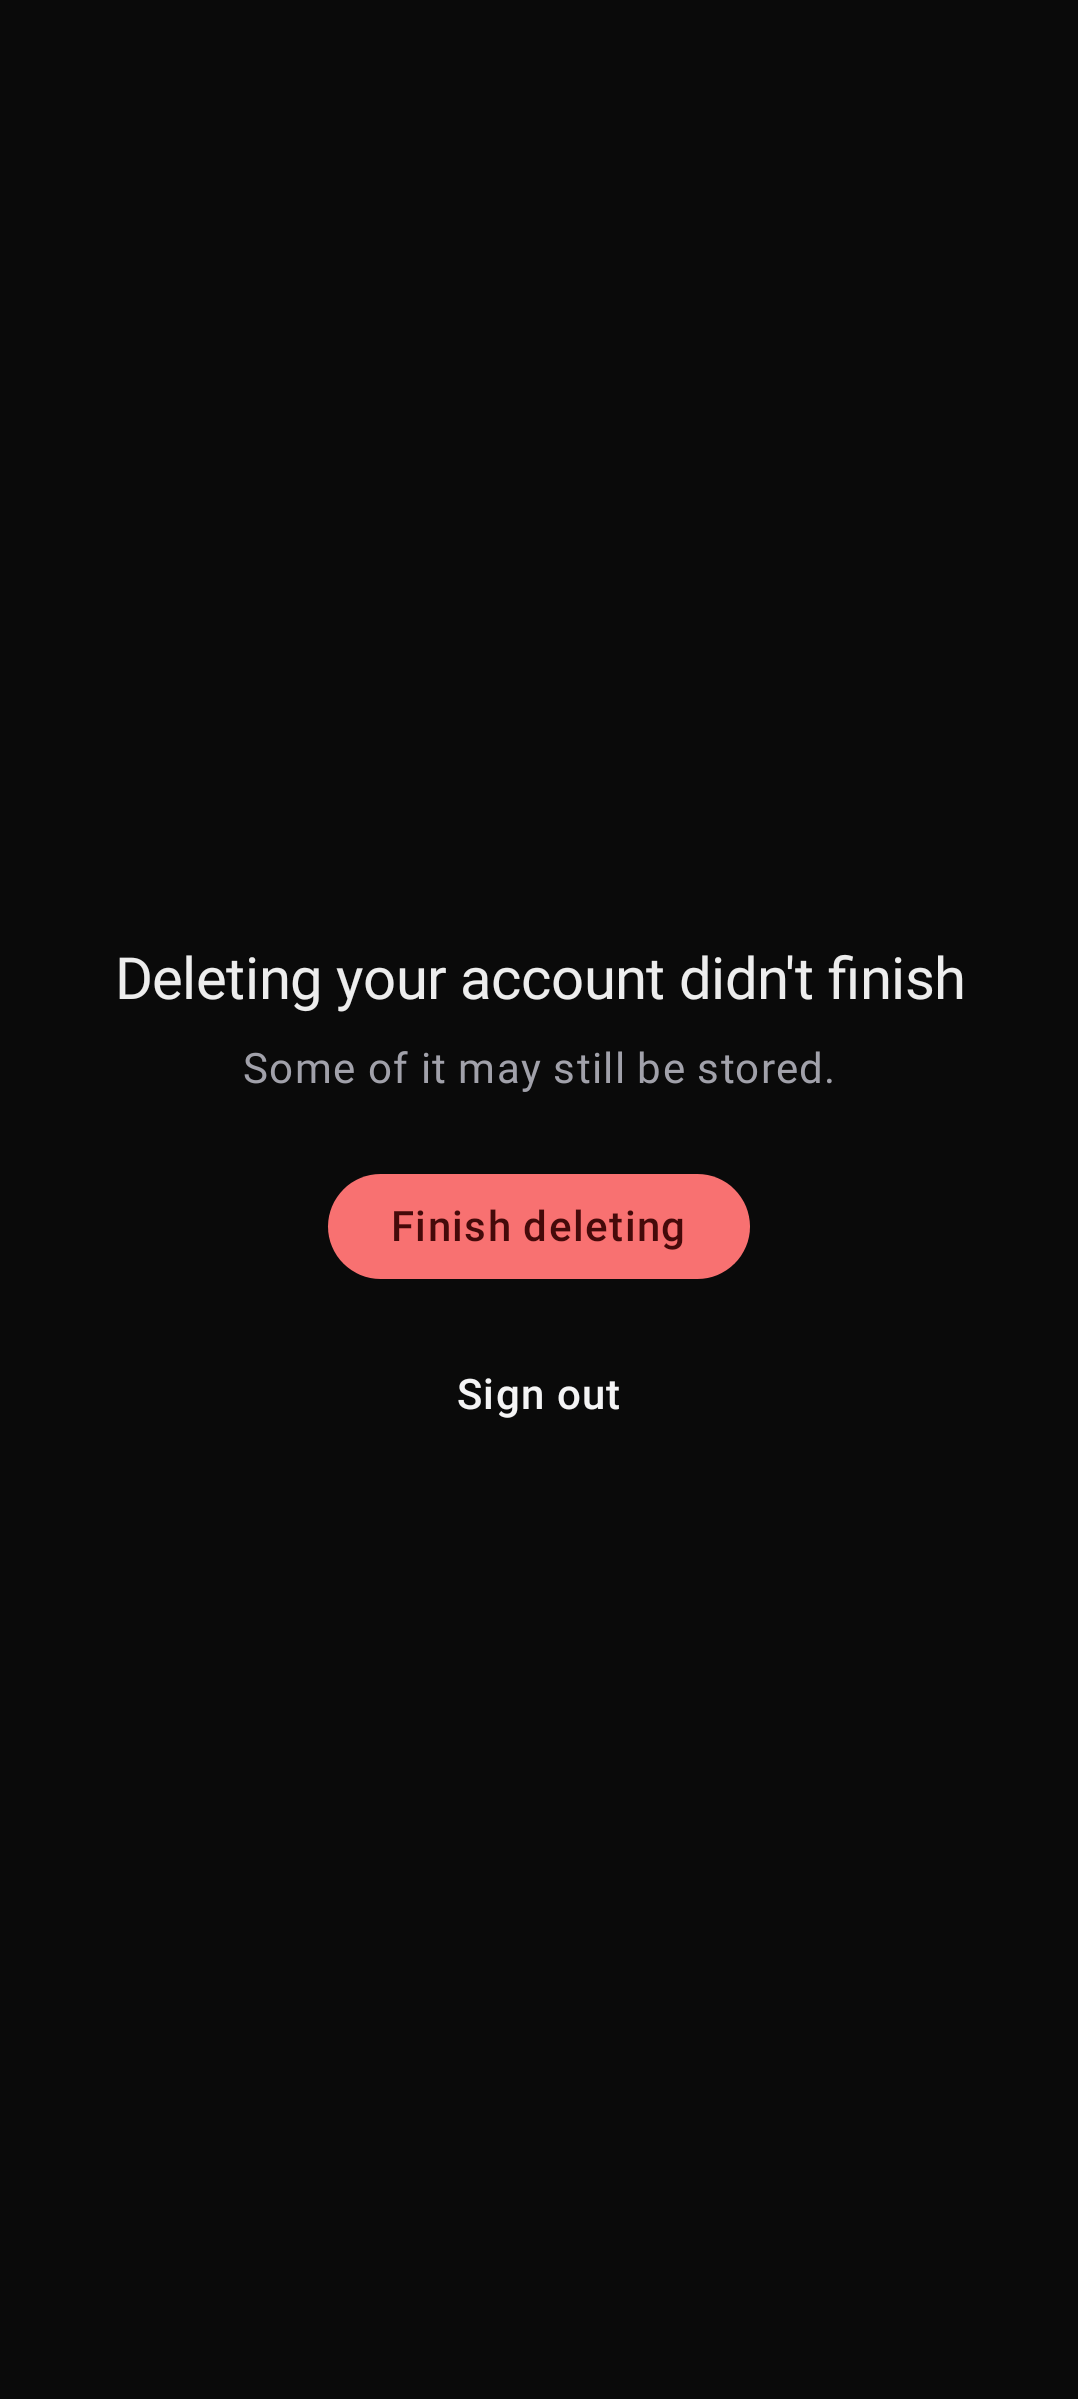 Deleting your account didn't finish
Some of it may still be stored.
Finish deleting
Sign out